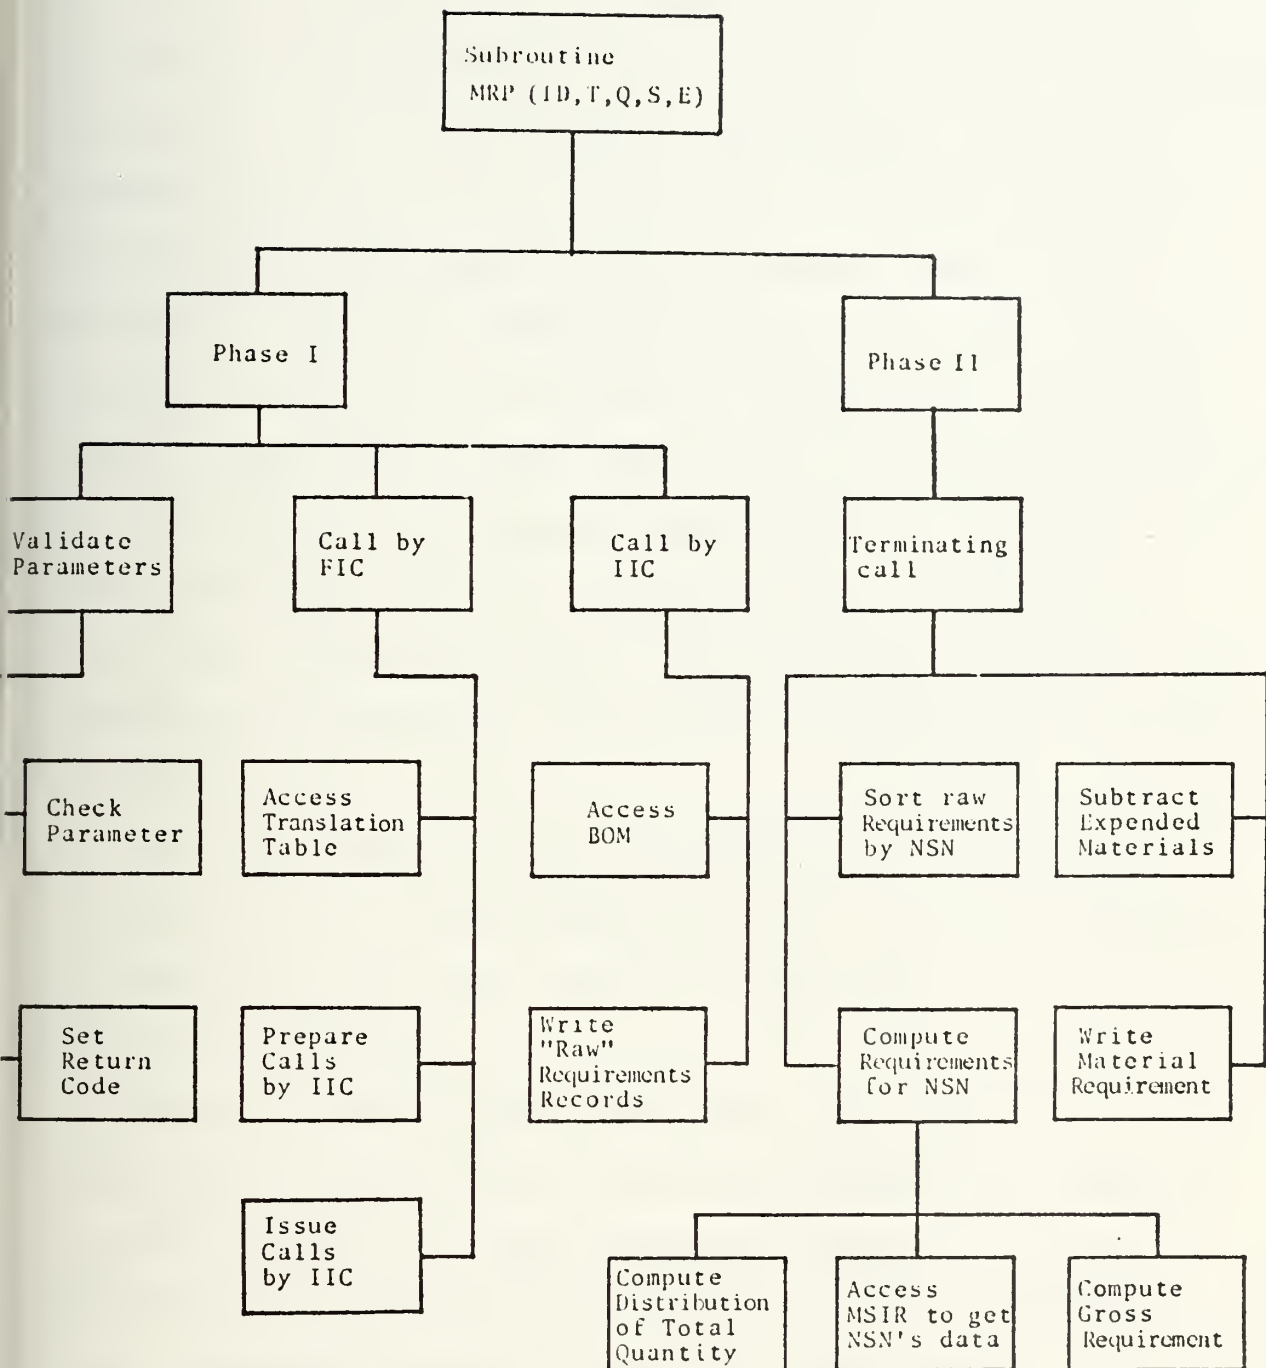 Subroutine
MRP (ID,T,Q,S,E)
Phase I
Phase II
Validate
Parameters
Call by
FIC
Call by
IIC
Terminating
call
Check
Parameter
Access
Translation
Table
Access
BOM
Sort raw
Requirements
by NSN
Subtract
Expended
Materials
Set
Return
Code
Prepare
Calls
by IIC
Write
"Raw"
Requirements
Records
Compute
Requirements
for NSN
Write
Material
Requirement
Issue
Calls
by IIC
Compute
Distribution
of Total
Quantity
Access
MSIR to get
NSN's data
Compute
Gross
Requirement